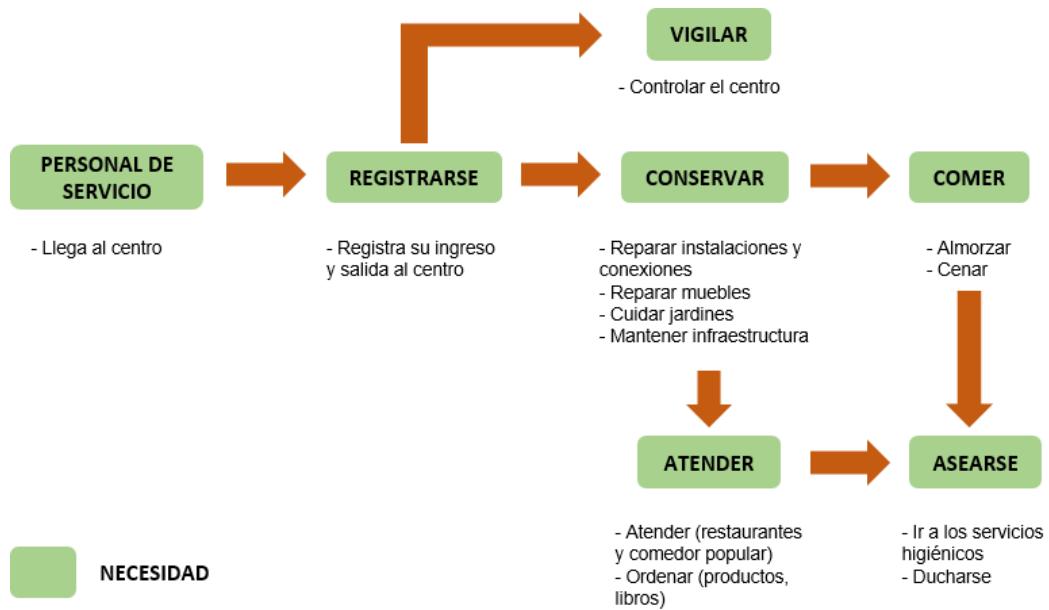 VIGILAR
- Controlar el centro
PERSONAL DE
SERVICIO
- Llega al centro
REGISTRARSE
- Registra su ingreso
y salida al centro
CONSERVAR
- Reparar instalaciones y
conexiones
- Reparar muebles
- Cuidar jardines
- Mantener infraestructura
COMER
- Almorzar
- Cenar
ATENDER
- Atender (restaurantes
y comedor popular)
- Ordenar (productos,
libros)
ASEARSE
- Ir a los servicios
higiénicos
- Ducharse
NECESIDAD